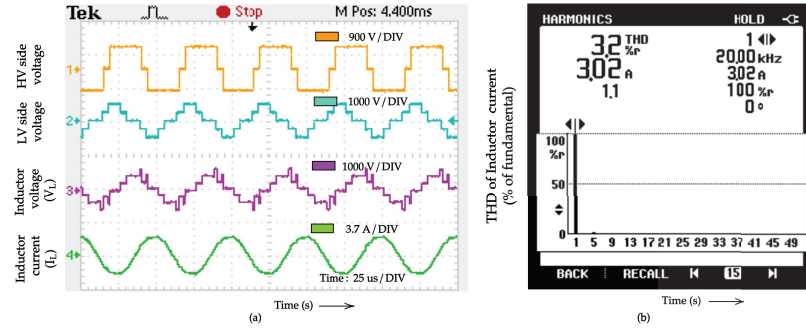 Tek
Stop
M Pos: 4.400ms
HV side
voltage
1
900 V/DIV
LV side
voltage
2
1000 V/DIV
Inductor
voltage
(VL)
3
1000 V/DIV
Inductor
current
(IL)
4
3.7 A/DIV
Time : 25 us/DIV
Time (s)
(a)
THD of Inductor current
(% of fundamental)
HARMONICS HOLD
3.2 THD %r
3.02 A
1.1
1
20.00 kHz
3.02 A
100 %r
0 °
100
%r
50
0
1 5 9 13 17 21 25 29 33 37 41 45 49
BACK RECALL 15
Time (s)
(b)